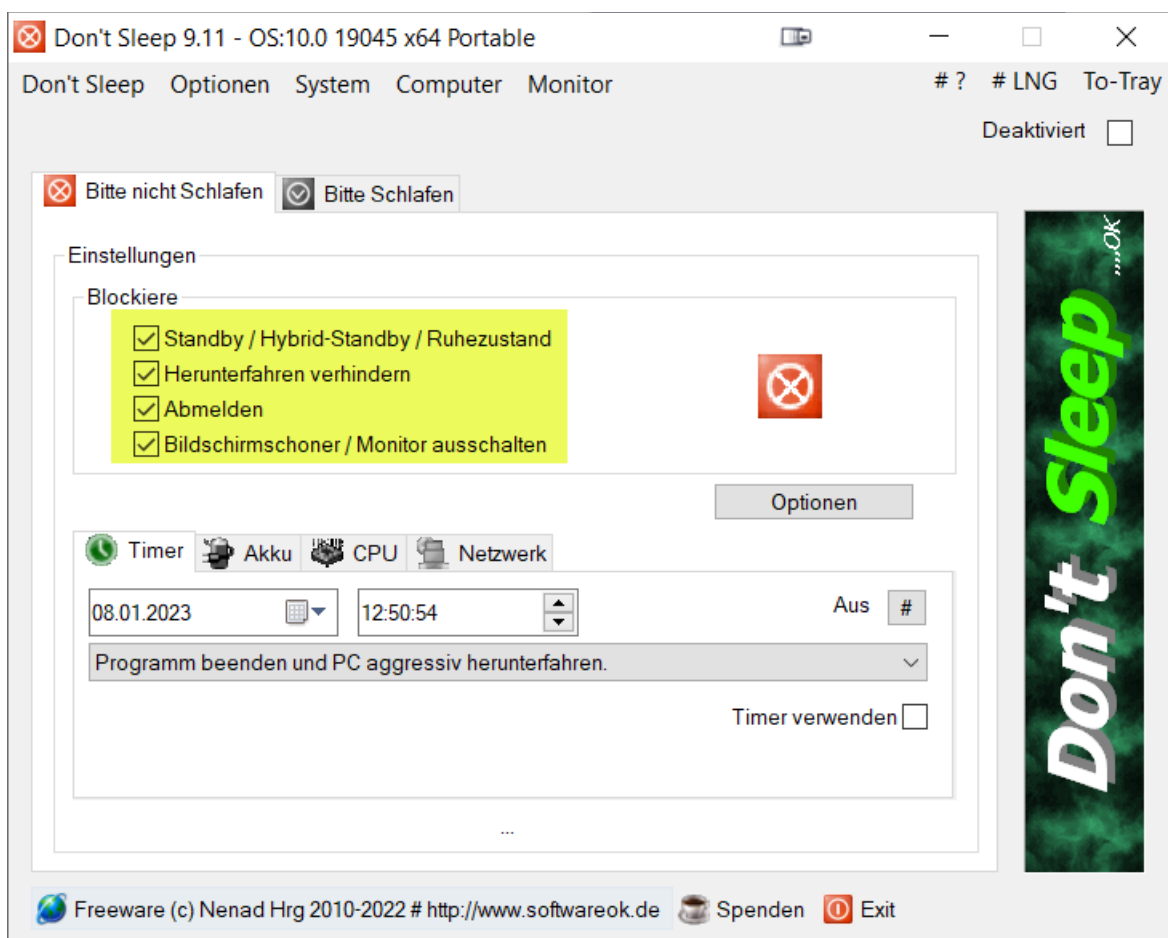 Don't Sleep 9.11 - OS:10.0 19045 x64 Portable
Don't Sleep Optionen System Computer Monitor # ? # LNG To-Tray
Deaktiviert
Bitte nicht Schlafen Bitte Schlafen
Einstellungen
Blockiere
Standby / Hybrid-Standby / Ruhezustand
Herunterfahren verhindern
Abmelden
Bildschirmschoner / Monitor ausschalten
Optionen
Timer Akku CPU Netzwerk
08.01.2023 12:50:54 Aus #
Programm beenden und PC aggressiv herunterfahren.
Timer verwenden
...
Don't Sleep ....OK
Freeware (c) Nenad Hrg 2010-2022 # http://www.softwareok.de Spenden Exit